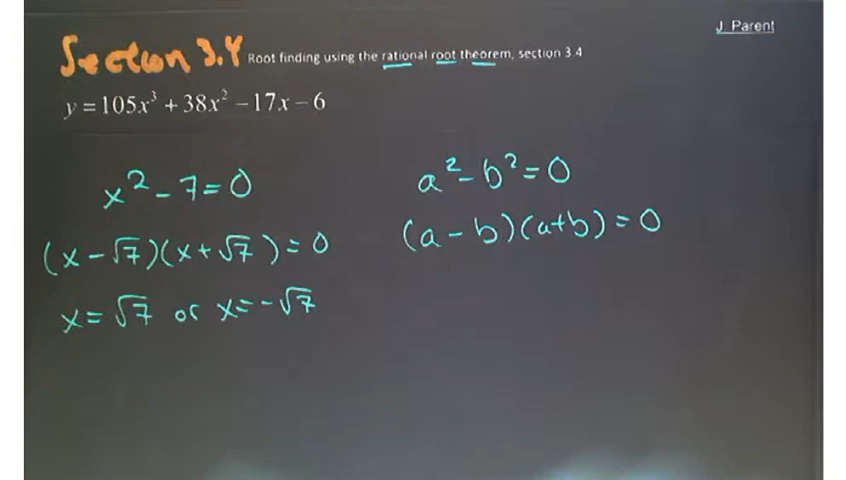 J. Parent
Section 3.4 Root finding using the rational root theorem, section 3.4
y = 105x³ + 38x² − 17x − 6
x² − 7 = 0
a² − b² = 0
(x − √7)(x + √7) = 0
(a − b)(a+b) = 0
x = √7 or x = −√7